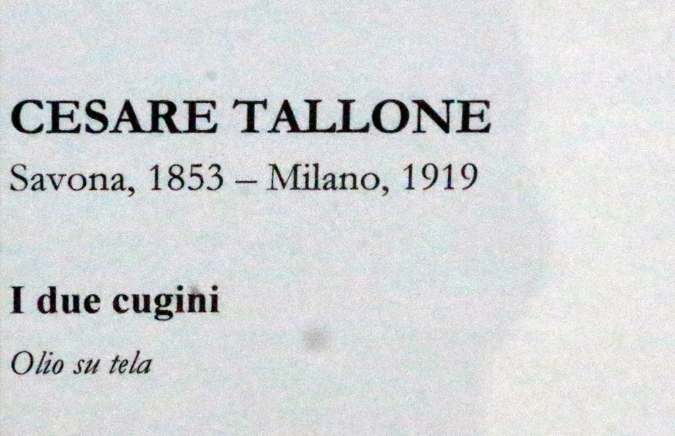 CESARE TALLONE
Savona, 1853 – Milano, 1919
I due cugini
Olio su tela